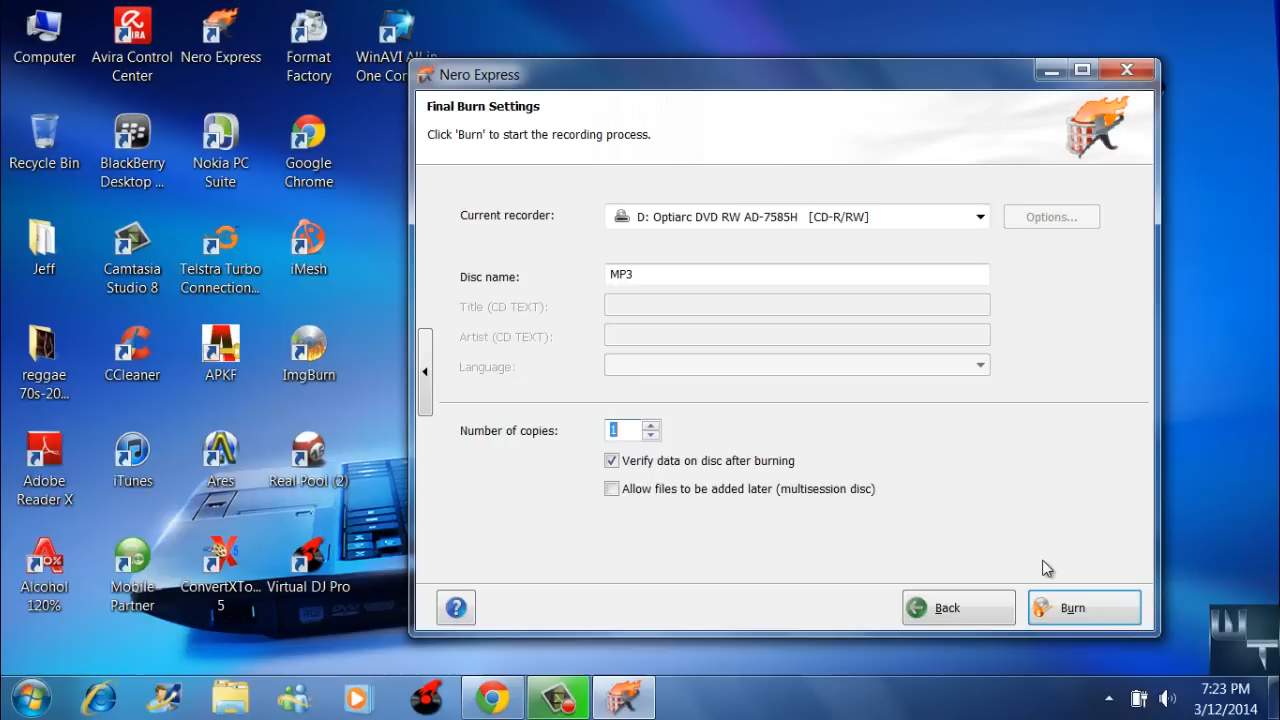 Computer
Avira Control
Center
Nero Express
Format
Factory
WinAVI All in
One Con
Recycle Bin
BlackBerry
Desktop ...
Nokia PC
Suite
Google
Chrome
Jeff
Camtasia
Studio 8
Telstra Turbo
Connection...
iMesh
reggae
70s-20...
CCleaner
APKF
ImgBurn
Adobe
Reader X
iTunes
Ares
Real Pool (2)
Alcohol
120%
Mobile
Partner
ConvertXTo...
5
Virtual DJ Pro
Nero Express
Final Burn Settings
Click 'Burn' to start the recording process.
Current recorder:
D: Optiarc DVD RW AD-7585H [CD-R/RW]
Options...
Disc name:
MP3
Title (CD TEXT):
Artist (CD TEXT):
Language:
Number of copies:
1
Verify data on disc after burning
Allow files to be added later (multisession disc)
?
Back
Burn
7:23 PM
3/12/2014